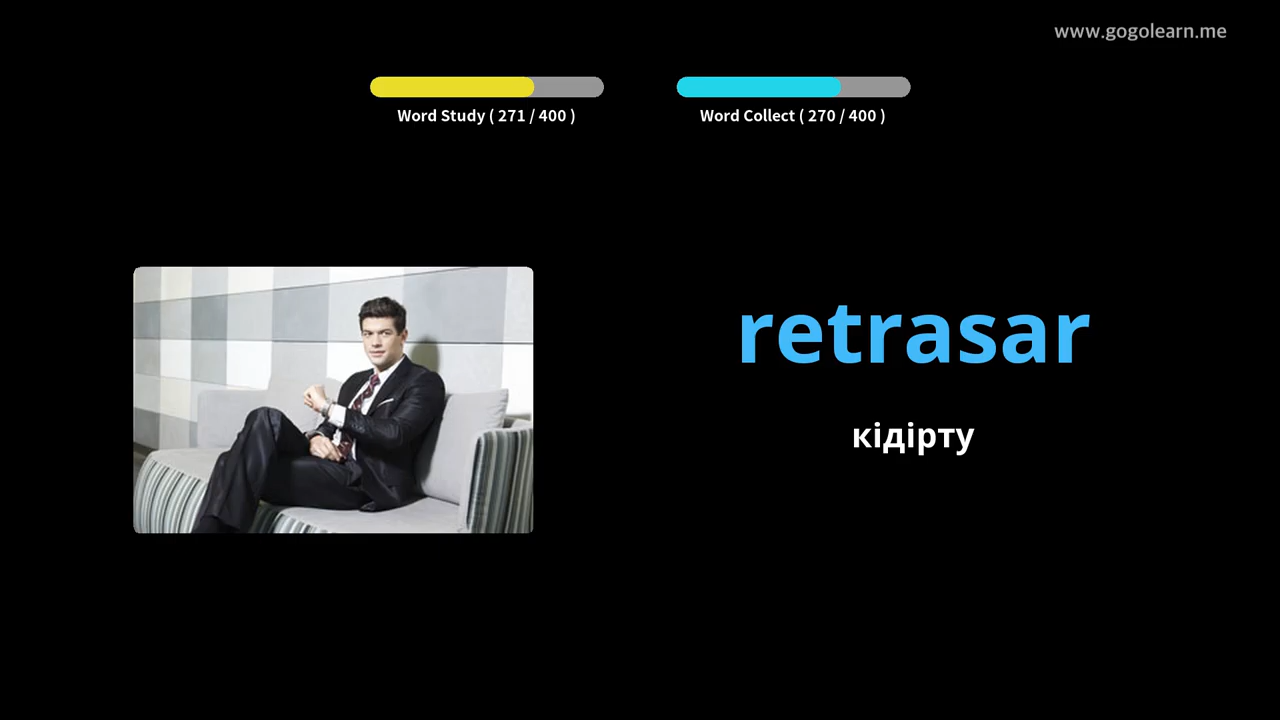 www.gogolearn.me
Word Study ( 271 / 400 )
Word Collect ( 270 / 400 )
retrasar
кідірту